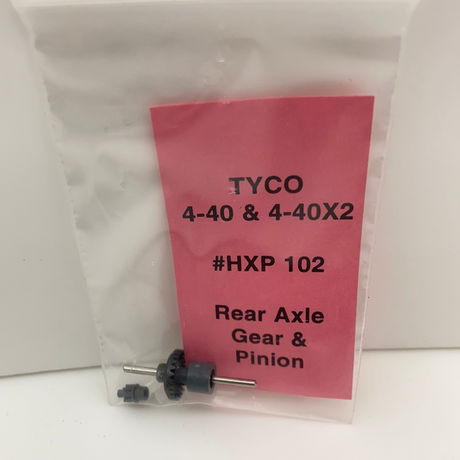 TYCO
4-40 & 4-40X2
#HXP 102
Rear Axle
Gear &
Pinion